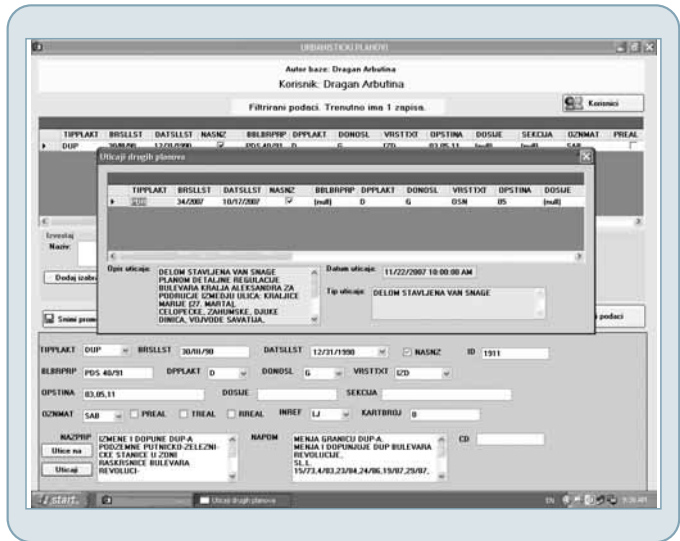 URBANISTICKI PLANOVI
Autor baze: Dragan Arbutina
Korisnik: Dragan Arbutina
Filtrirani podaci. Trenutno ima 1 zapisa.
Korisnici
TIPPLAKT BRSLLST DATSLLST NASNZ BBLBRPRP DPPLAKT DONOSL VRSTTXT OPSTINA DOSIJE SEKCIJA OZNMAT PREAL
DUP 30/III/90 12/31/1990 PDS 40/91 D G IZD 03,05,11 (null) (null) SAB
Uticaji drugih planova
TIPPLAKT BRSLLST DATSLLST NASNZ BBLBRPRP DPPLAKT DONOSL VRSTTXT OPSTINA DOSIJE
34/2007 10/17/2007 (null) D G OSN 05 (null)
Izvestaj
Naziv:
Dodaj izabra
Snimi prom
podaci
Opis uticaja:
DELOM STAVLJENA VAN SNAGE
PLANOM DETALJNE REGULACIJE
BULEVARA KRALJA ALEKSANDRA ZA
PODRUCJE IZMEDJU ULICA: KRALJICE
MARIJE (27. MARTA),
CELOPECKE, ZAHUMSKE, DJUKE
DINICA, VOJVODE SAVATIJA,
Datum uticaja: 11/22/2007 10:00:00 AM
Tip uticaja: DELOM STAVLJENA VAN SNAGE
TIPPLAKT DUP BRSLLST 30/III/90 DATSLLST 12/31/1990 NASNZ ID 1911
BLBRPRP PDS 40/91 DPPLAKT D DONOSL G VRSTTXT IZD
OPSTINA 03,05,11 DOSIJE SEKCIJA
OZNMAT SAB PREAL TREAL RREAL INREF LJ KARTBROJ 0
NAZPRP
IZMENE I DOPUNE DUP-A
PODZEMNE PUTNICKO-ZELEZNI-
CKE STANICE U ZONI
RASKRSNICE BULEVARA
REVOLUCI-
Utice na
Uticaji
NAPOM
MENJA GRANICU DUP-A.
MENJA I DOPUNJUJE DUP BULEVARA
REVOLUCIJE,
SL.L.
15/73,4/83,23/84,24/86,19/87,29/87,
CD
start
Uticaji drugih planova
EN